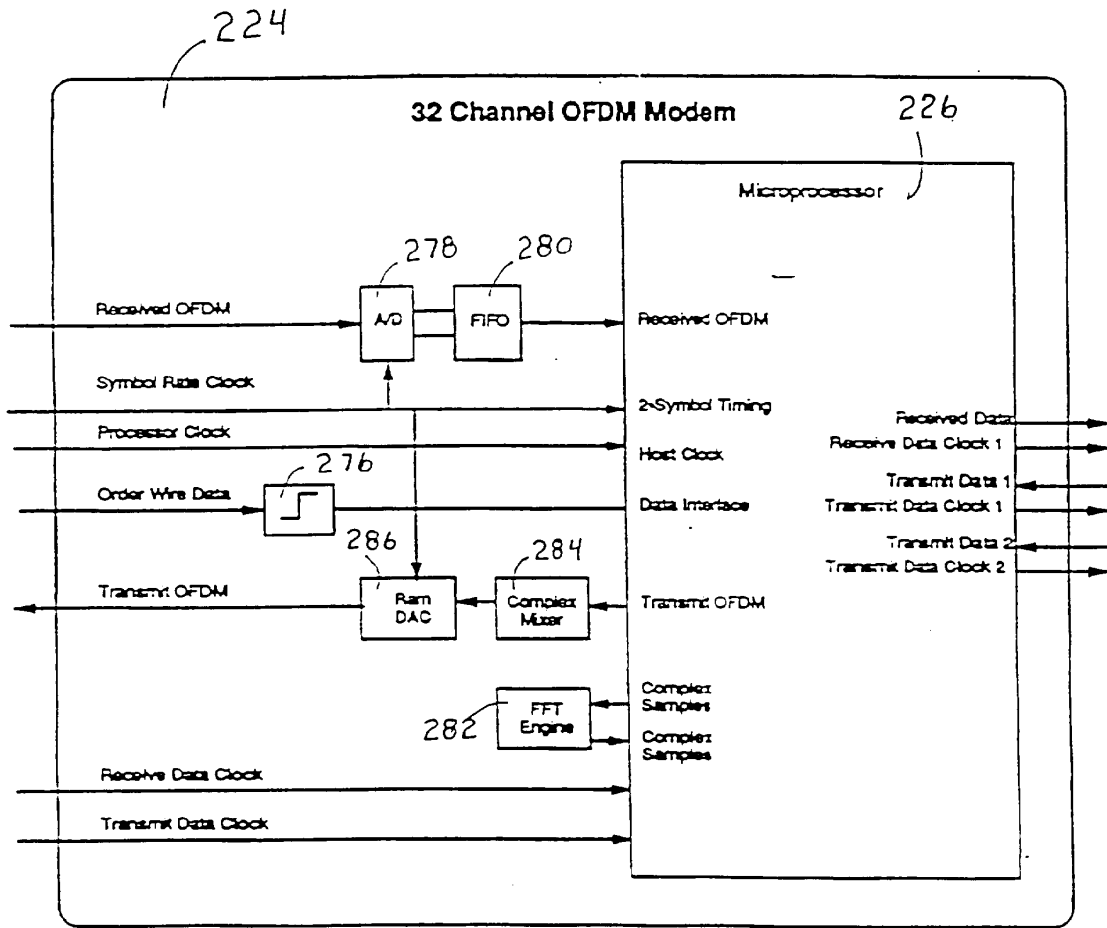 224
32 Channel OFDM Modem
226
Microprocessor
278
280
Received OFDM
A/D
FIFO
Received OFDM
Symbol Rate Clock
2-Symbol Timing
Received Data
Processor Clock
Host Clock
Receive Data Clock 1
276
Transmit Data 1
Order Wire Data
Data Interface
Transmit Data Clock 1
286
284
Transmit Data 2
Transmit Data Clock 2
Transmit OFDM
Ram
DAC
Complex
Mixer
Transmit OFDM
Complex
Samples
282
FFT
Engine
Complex
Samples
Receive Data Clock
Transmit Data Clock